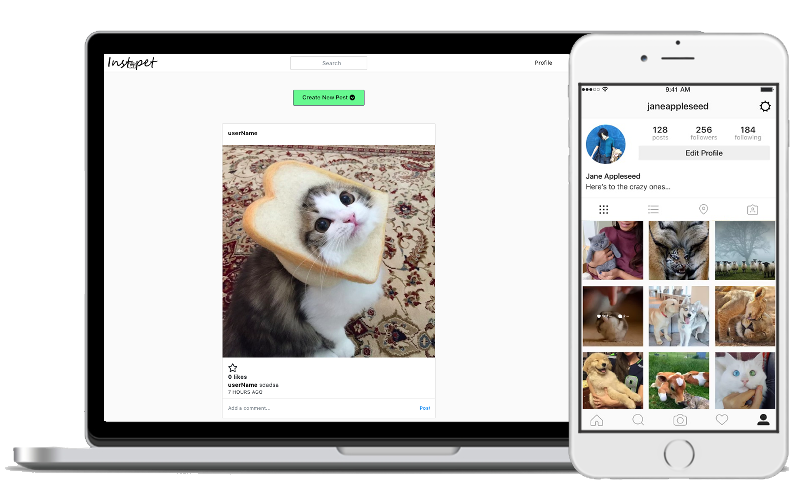 Instapet
Search
Profile
Create New Post
userName
0 likes
userName
7 HOURS AGO
Add a comment...
Post
9:41 AM
janeappleseed
128
256
184
posts
followers
following
Edit Profile
Jane Appleseed
Here's to the crazy ones...